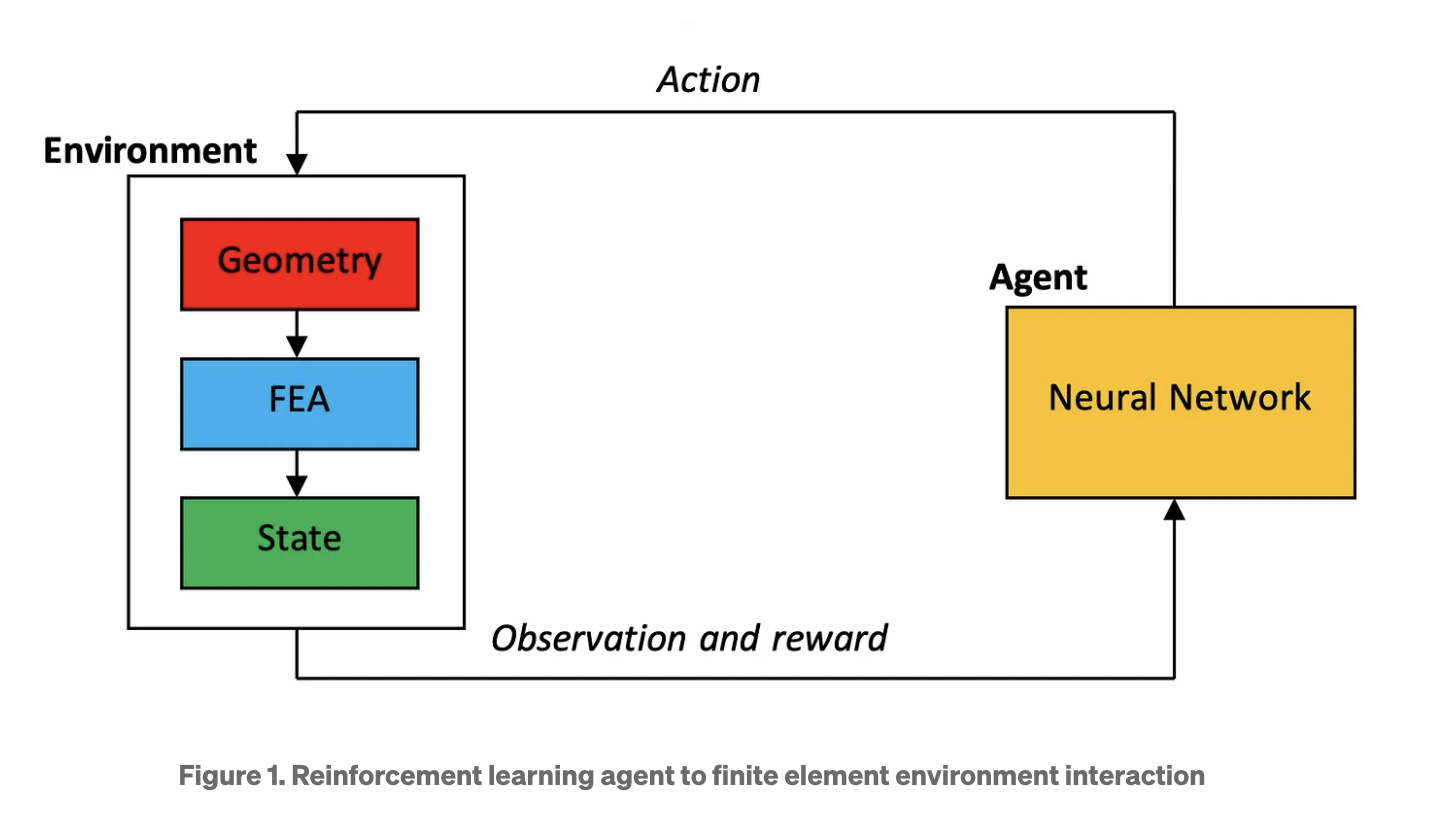 Action
Environment
Geometry
Agent
FEA
Neural Network
State
Observation and reward
Figure 1. Reinforcement learning agent to finite element environment interaction